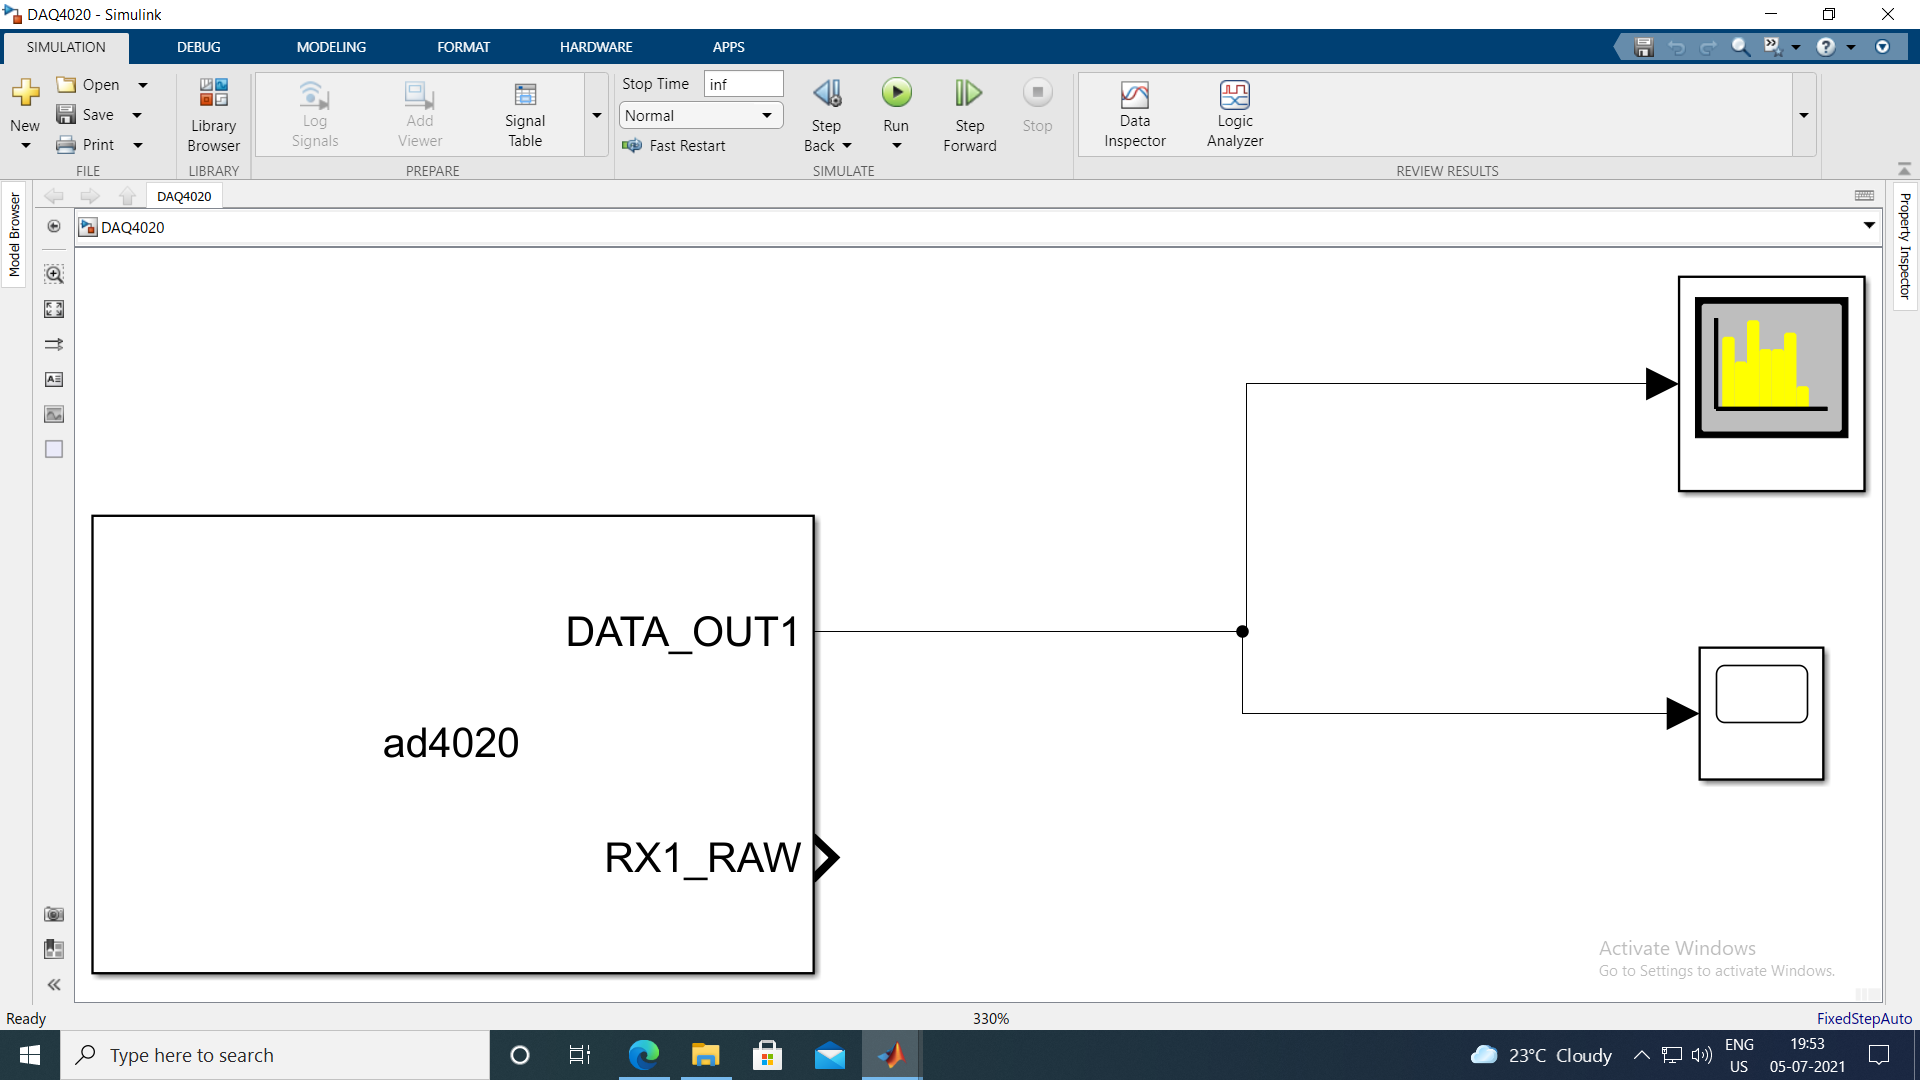 DAQ4020 - Simulink
SIMULATION DEBUG MODELING FORMAT HARDWARE APPS
New
Open
Save
Print
FILE
Library
Browser
LIBRARY
Log
Signals
Add
Viewer
Signal
Table
PREPARE
Stop Time inf
Normal
Fast Restart
Step
Back
Run
Step
Forward
Stop
SIMULATE
Data
Inspector
Logic
Analyzer
REVIEW RESULTS
Model Browser
DAQ4020
DAQ4020
Property Inspector
DATA_OUT1
ad4020
RX1_RAW
Activate Windows
Go to Settings to activate Windows.
Ready 330% FixedStepAuto
Type here to search
23°C Cloudy
ENG
US
19:53
05-07-2021